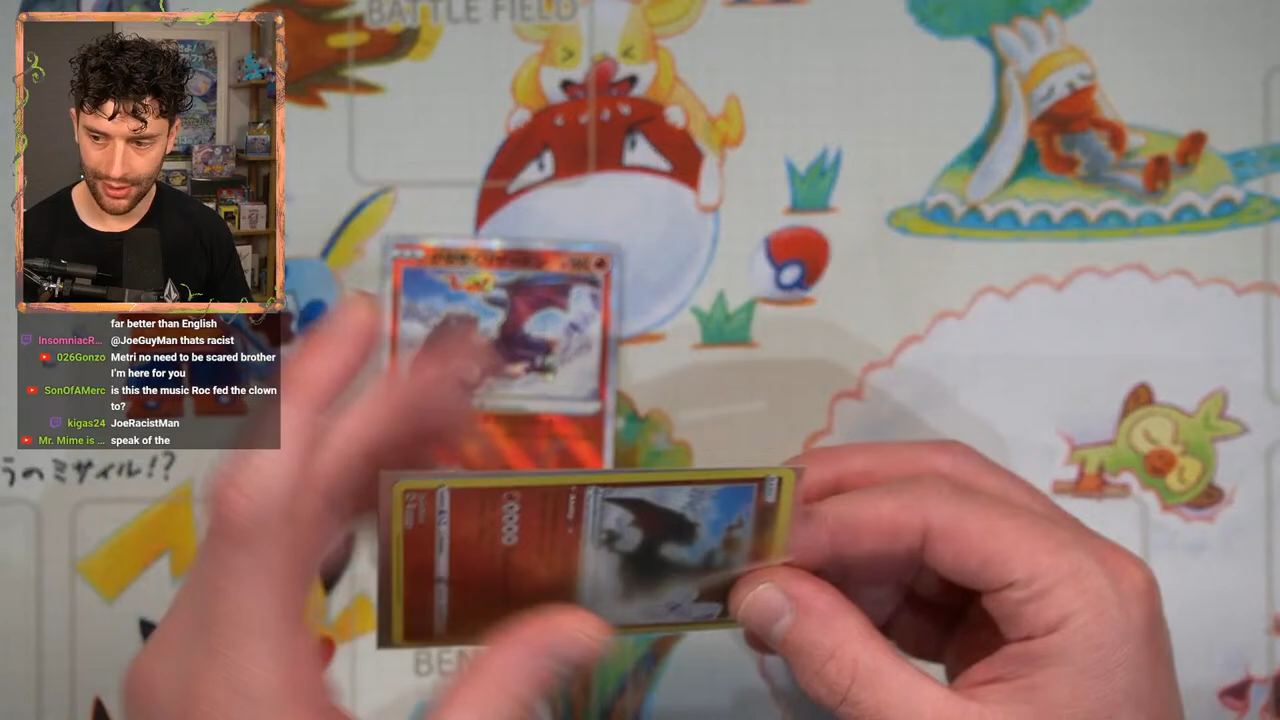 BATTLE FIELD
far better than English
InsomniacR... @JoeGuyMan thats racist
026Gonzo Metri no need to be scared brother
I'm here for you
SonOfAMerc is this the music Roc fed the clown
to?
kigas24 JoeRacistMan
Mr. Mime is ... speak of the
うのミサイル!?
BEN